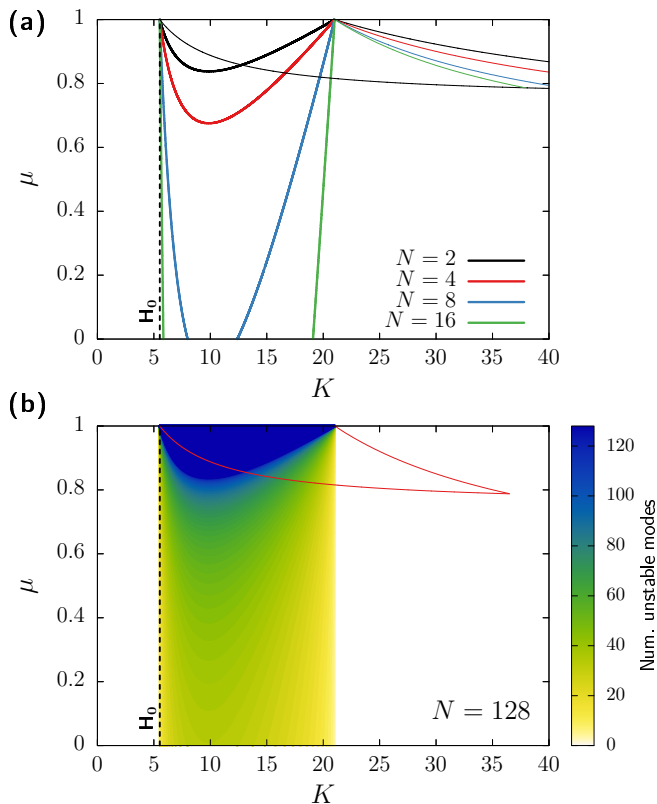 (a)
1
0.8
0.6
0.4
0.2
0
μ
H₀
N = 2
N = 4
N = 8
N = 16
0 5 10 15 20 25 30 35 40
K
(b)
1
0.8
0.6
0.4
0.2
0
μ
H₀
N = 128
0 5 10 15 20 25 30 35 40
K
120
100
80
60
40
20
0
Num. unstable modes